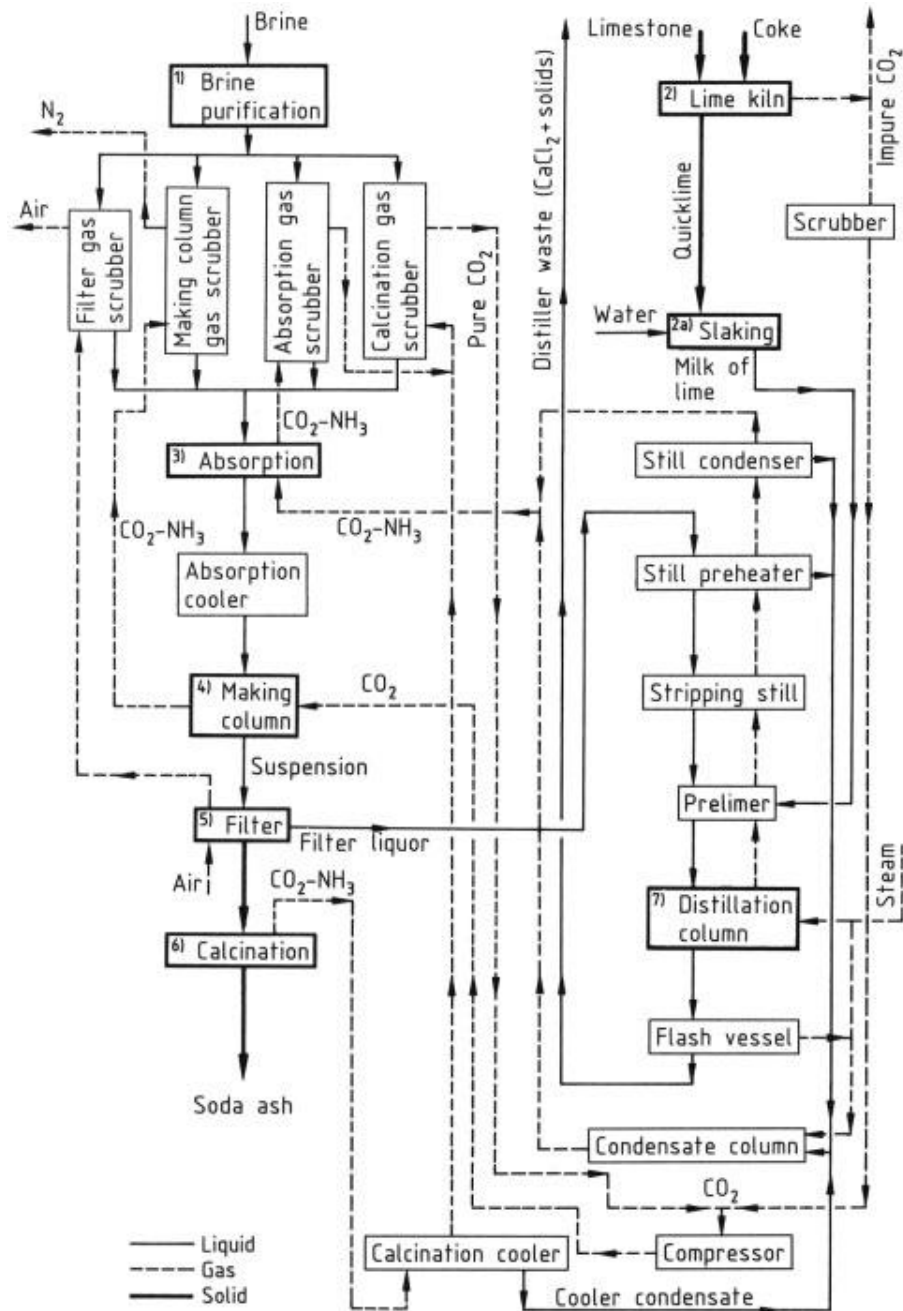 Brine
1) Brine
purification
N₂
Air
Filter gas
scrubber
Making column
gas scrubber
Absorption gas
scrubber
Calcination gas
scrubber
Pure CO₂
Distiller waste (CaCl₂ + solids)
Limestone
Coke
2) Lime kiln
Impure CO₂
Quicklime
Scrubber
Water
2a) Slaking
Milk of
lime
CO₂–NH₃
3) Absorption
Still condenser
CO₂–NH₃
CO₂–NH₃
Absorption
cooler
Still preheater
4) Making
column
CO₂
Stripping still
Suspension
Prelimer
5) Filter
Filter liquor
Air
CO₂–NH₃
Steam
7) Distillation
column
6) Calcination
Flash vessel
Soda ash
Condensate column
CO₂
Liquid
Gas
Solid
Calcination cooler
Compressor
Cooler condensate